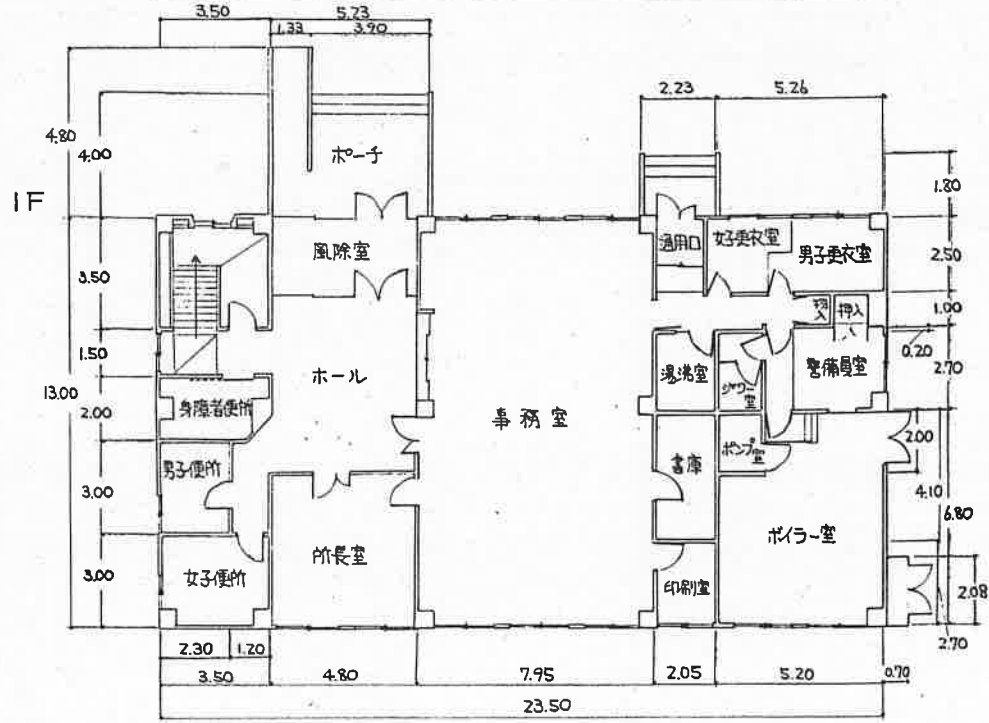 3.50
5.73
1.33
3.90
2.23
5.26
4.80
4.00
ポーチ
1.80
1F
風除室
通用口
女子更衣室
男子更衣室
2.50
3.50
押入
押入
1.00
0.20
1.50
ホール
湯沸室
シャワー室
警備員室
2.70
13.00
2.00
身障者便所
事務室
2.00
男子便所
書庫
ポンプ室
4.10
3.00
6.80
所長室
ボイラー室
女子便所
3.00
印刷室
2.08
2.70
2.30
1.20
3.50
4.80
7.95
2.05
5.20
0.70
23.50